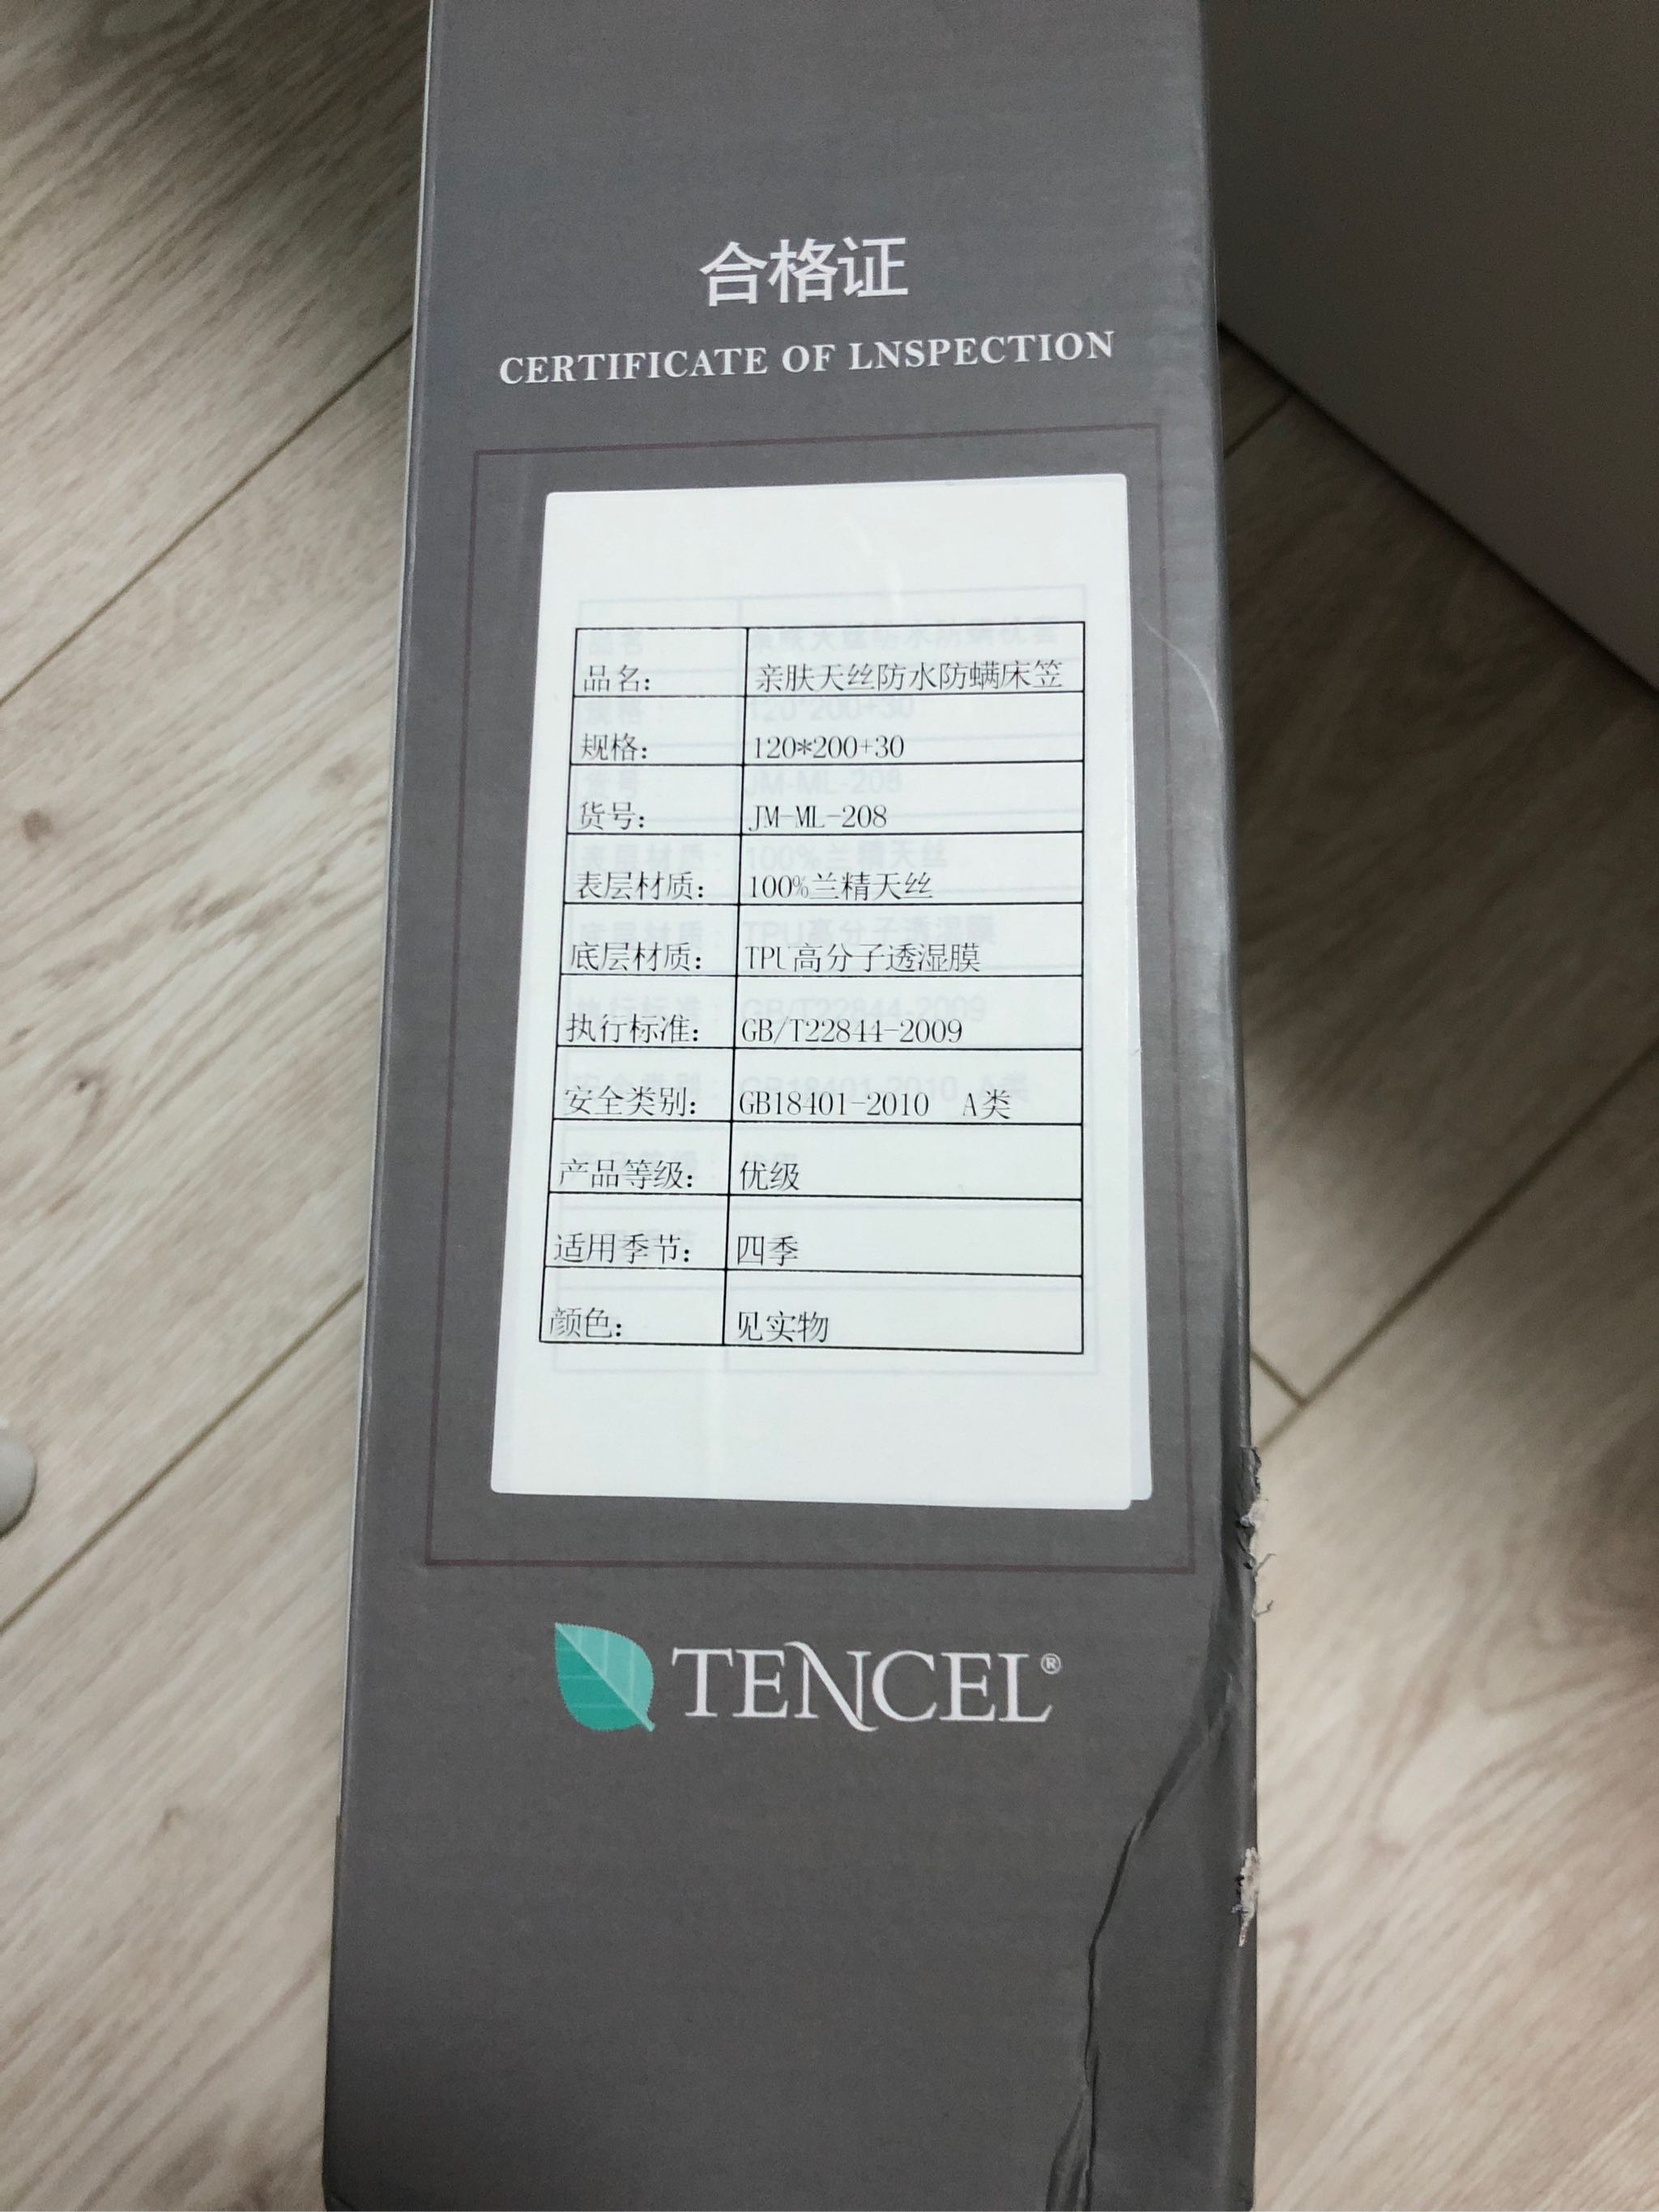 合格证
CERTIFICATE OF LNSPECTION
品名: 亲肤天丝防水防螨床笠
规格: 120*200+30
货号: JM-ML-208
表层材质: 100%兰精天丝
底层材质: TPU高分子透湿膜
执行标准: GB/T22844-2009
安全类别: GB18401-2010 A类
产品等级: 优级
适用季节: 四季
颜色: 见实物
TENCEL®